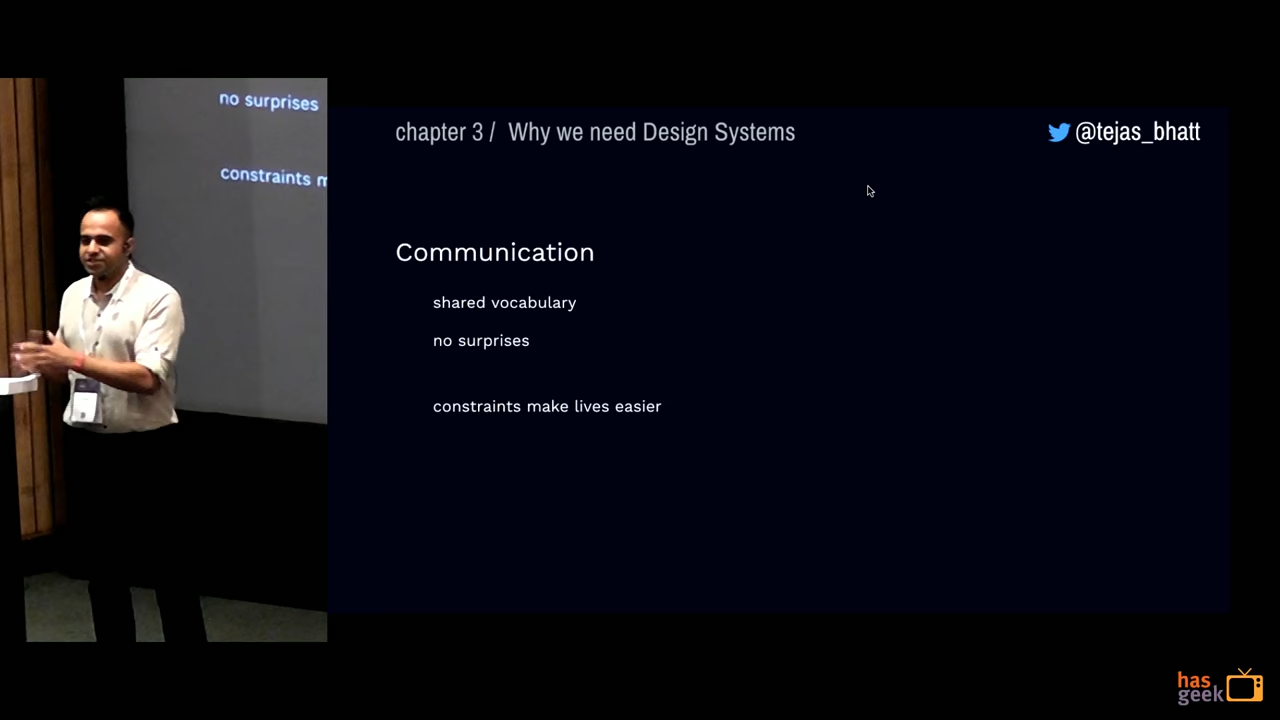 no surprises
constraints m
chapter 3 / Why we need Design Systems
@tejas_bhatt
Communication
shared vocabulary
no surprises
constraints make lives easier
has
geek